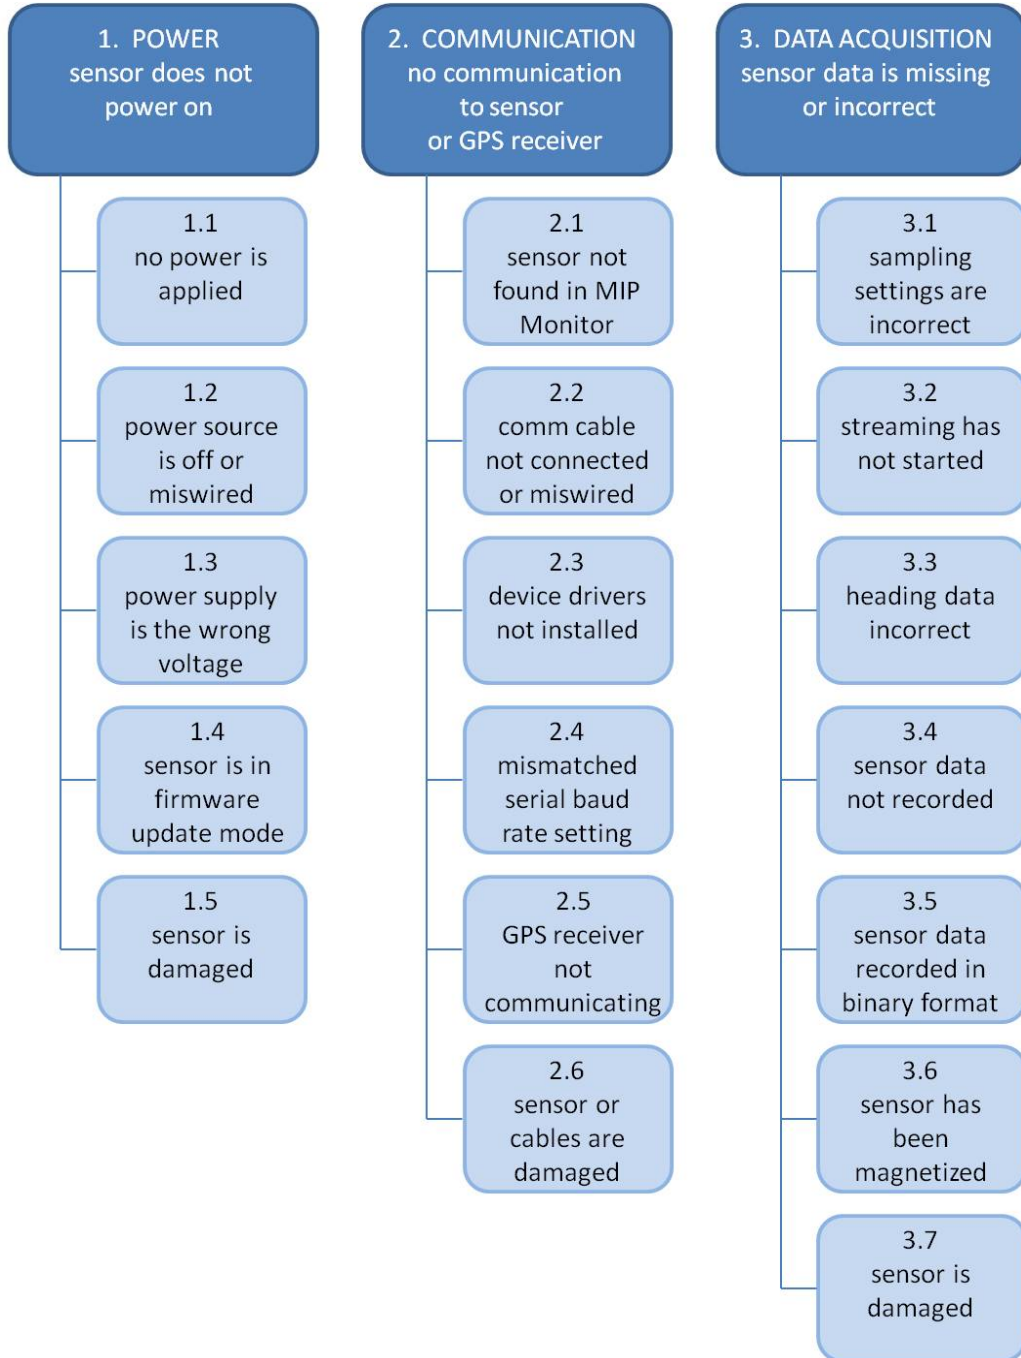 1.  POWER
sensor does not
power on
1.1
no power is
applied
1.2
power source
is off or
miswired
1.3
power supply
is the wrong
voltage
1.4
sensor is in
firmware
update mode
1.5
sensor is
damaged
2.  COMMUNICATION
no communication
to sensor
or GPS receiver
2.1
sensor not
found in MIP
Monitor
2.2
comm cable
not connected
or miswired
2.3
device drivers
not installed
2.4
mismatched
serial baud
rate setting
2.5
GPS receiver
not
communicating
2.6
sensor or
cables are
damaged
3.  DATA ACQUISITION
sensor data is missing
or incorrect
3.1
sampling
settings are
incorrect
3.2
streaming has
not started
3.3
heading data
incorrect
3.4
sensor data
not recorded
3.5
sensor data
recorded in
binary format
3.6
sensor has
been
magnetized
3.7
sensor is
damaged